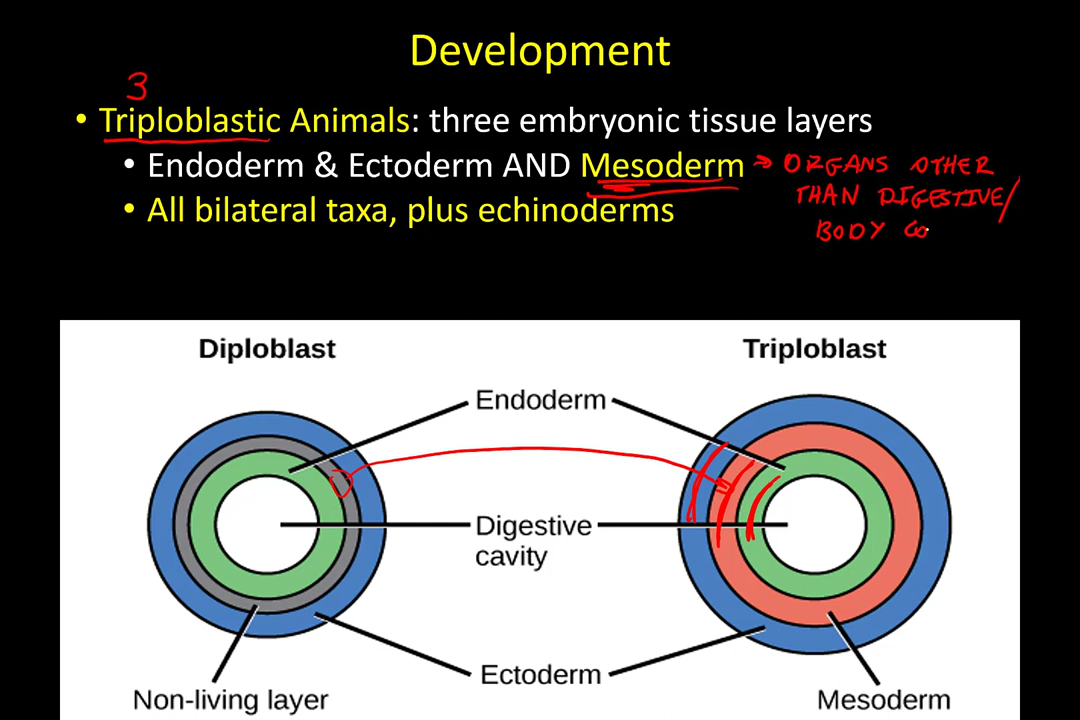 Development
3
• Triploblastic Animals: three embryonic tissue layers
• Endoderm & Ectoderm AND Mesoderm → ORGANS OTHER
THAN DIGESTIVE/
• All bilateral taxa, plus echinoderms
BODY CO
Diploblast
Triploblast
Endoderm
Digestive
cavity
Ectoderm
Non-living layer
Mesoderm